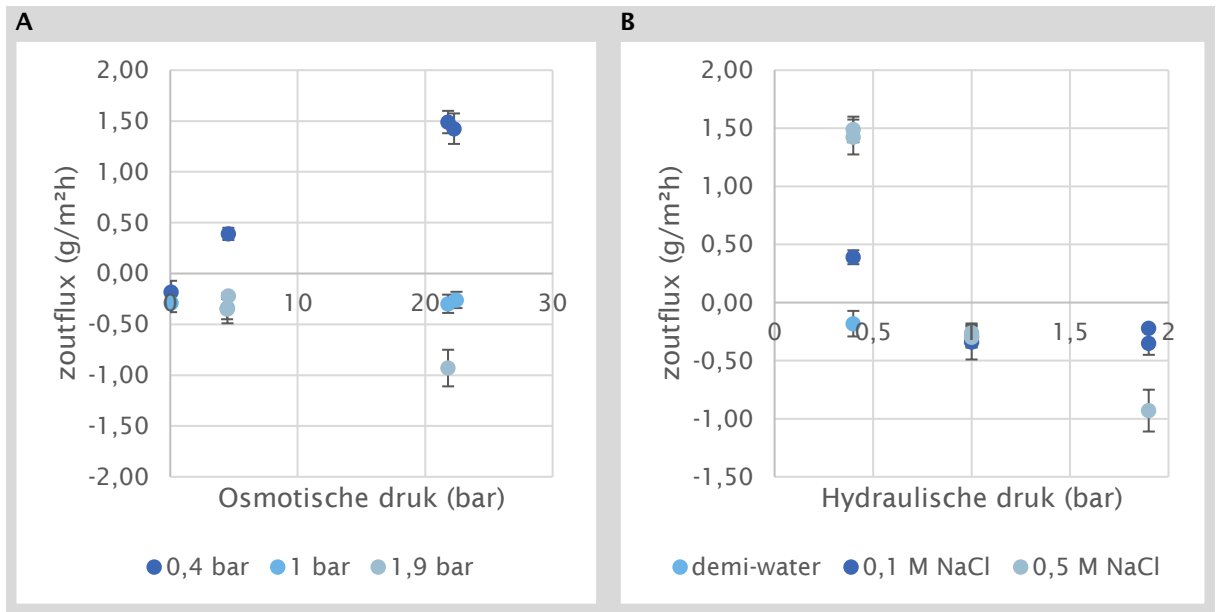 A
2,00
1,50
1,00
0,50
0,00
-0,50
-1,00
-1,50
-2,00
0 10 20 30
zoutflux (g/m²h)
Osmotische druk (bar)
0,4 bar 1 bar 1,9 bar
B
2,00
1,50
1,00
0,50
0,00
-0,50
-1,00
-1,50
0 0,5 1 1,5 2
zoutflux (g/m²h)
Hydraulische druk (bar)
demi-water 0,1 M NaCl 0,5 M NaCl